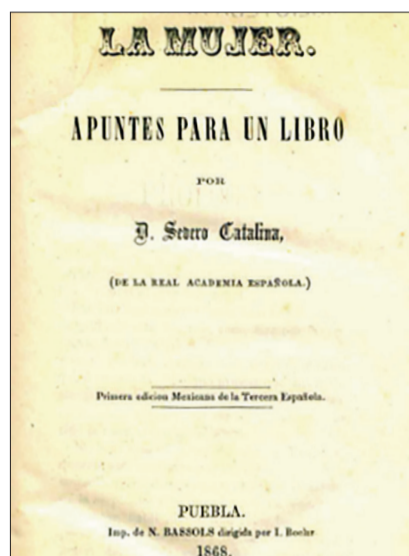 LA MUJER.
APUNTES PARA UN LIBRO
POR
D. Severo Catalina,
(DE LA REAL ACADEMIA ESPAÑOLA.)
Primera edicion Mexicana de la Tercera Española.
PUEBLA.
Imp. de N. BASSOLS dirigida por I. Boehr
1868.